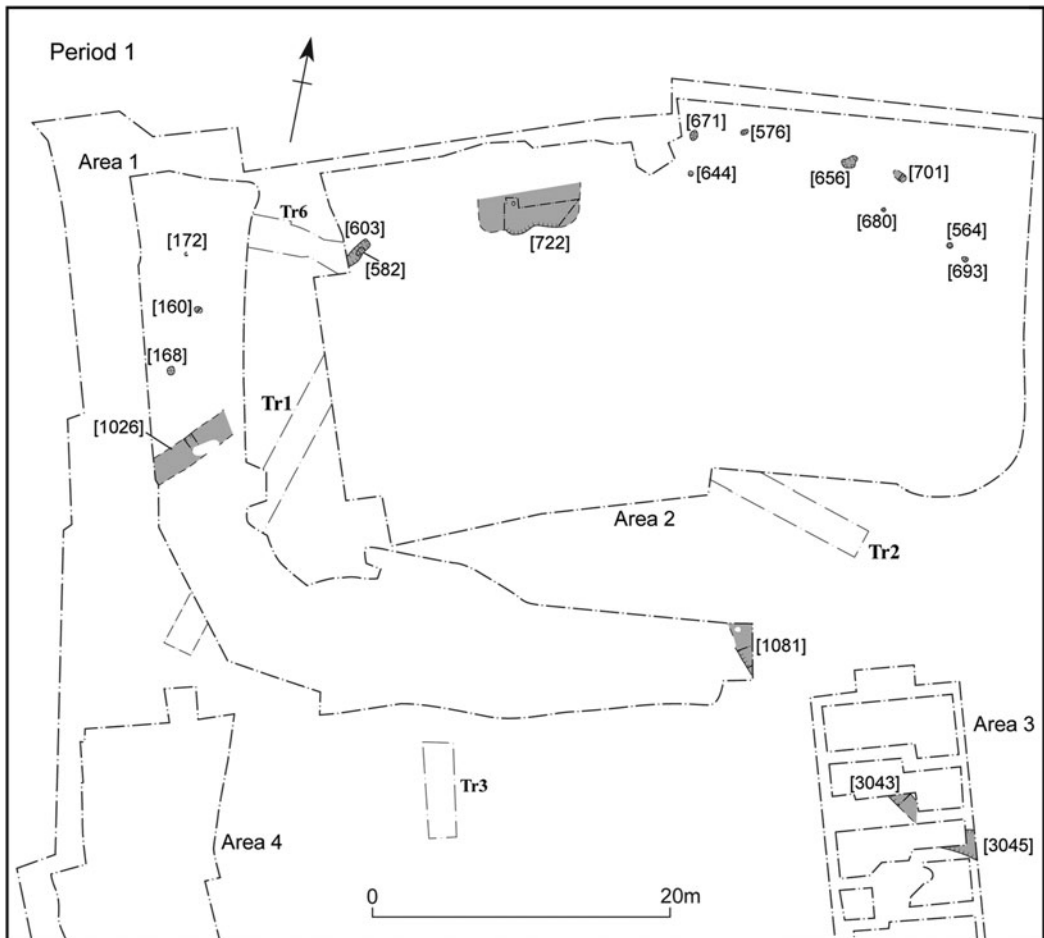 Period 1
Area 1
[671]
[576]
[644]
[656]
[701]
[680]
[564]
[693]
Tr6
[603]
[582]
[722]
[172]
[160]
[168]
Tr1
[1026]
Area 2
Tr2
[1081]
Area 3
[3043]
[3045]
Tr3
Area 4
0
20m